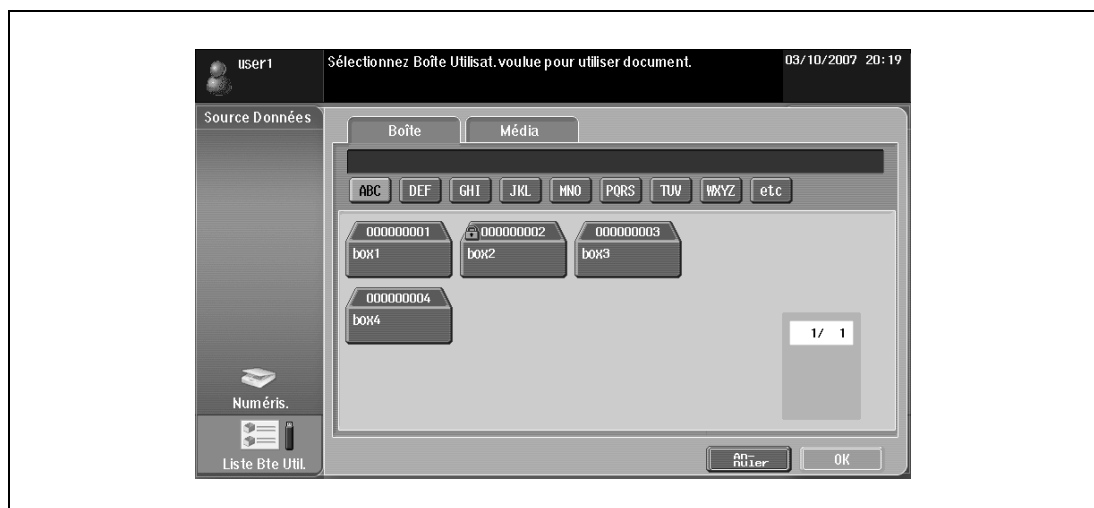 user1
Sélectionnez Boîte Utilisat. voulue pour utiliser document.
03/10/2007 20:19
Source Données
Boîte
Média
ABC DEF GHI JKL MNO PQRS TUV WXYZ etc
000000001 000000002 000000003
box1 box2 box3
000000004
box4
1/ 1
Numéris.
Liste Bte Util.
An-
nuler
OK